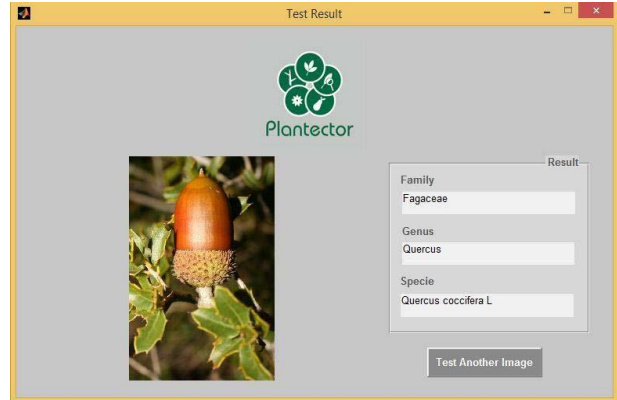 Test Result
Plantector
Result
Family
Fagaceae
Genus
Quercus
Specie
Quercus coccifera L
Test Another Image